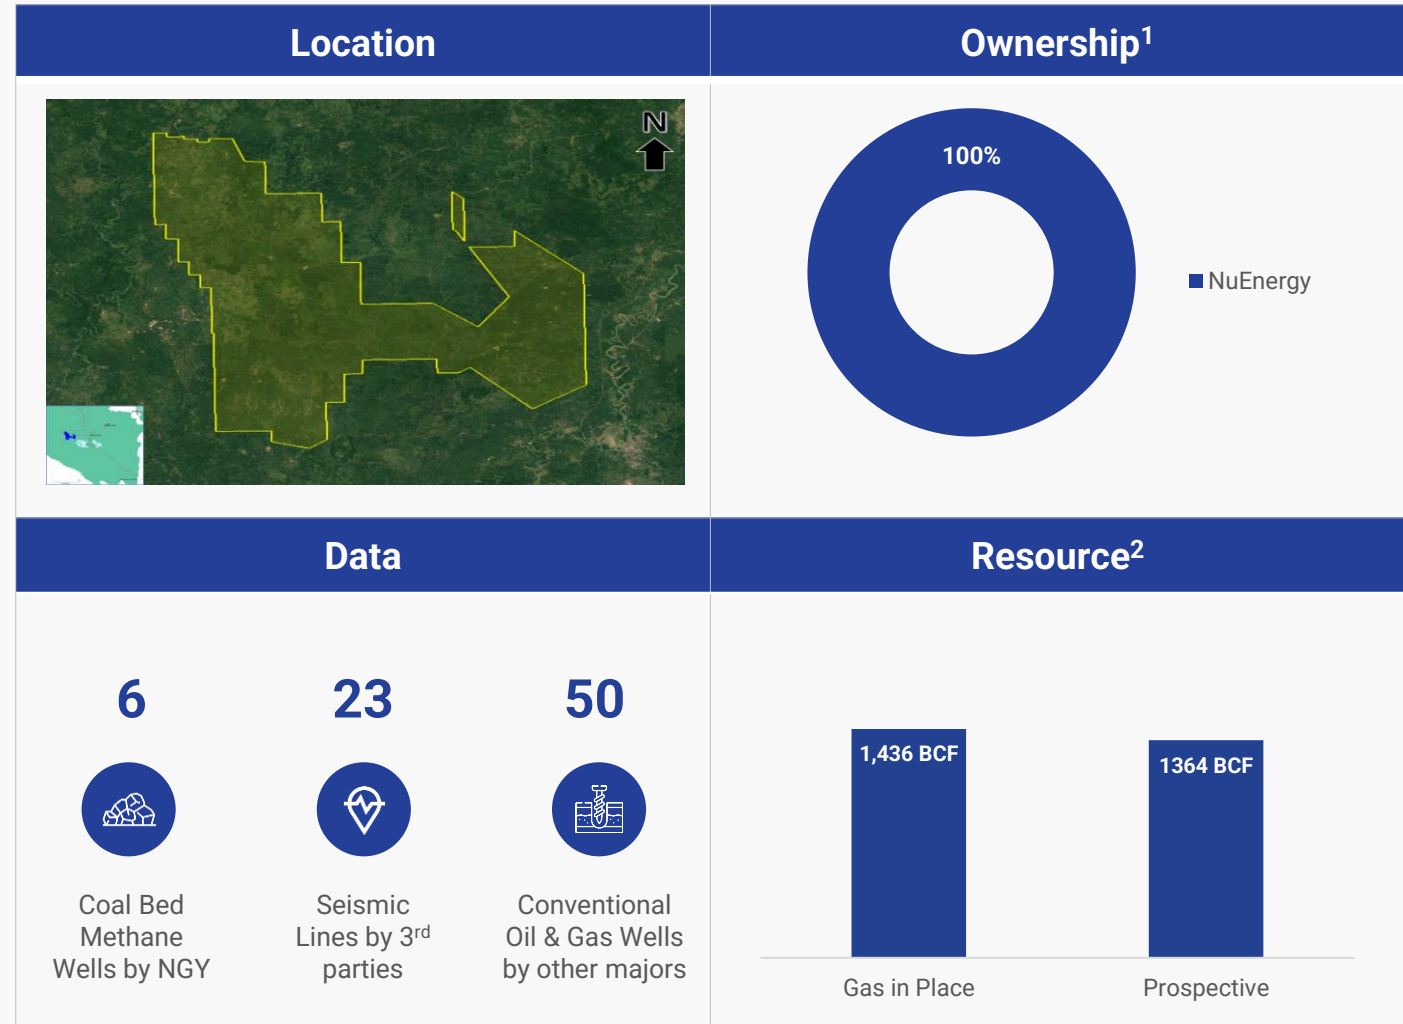 Location
Ownership¹
N
100%
NuEnergy
Data
Resource²
6
23
50
Coal Bed
Methane
Wells by NGY
Seismic
Lines by 3rd
parties
Conventional
Oil & Gas Wells
by other majors
1,436 BCF
1364 BCF
Gas in Place
Prospective